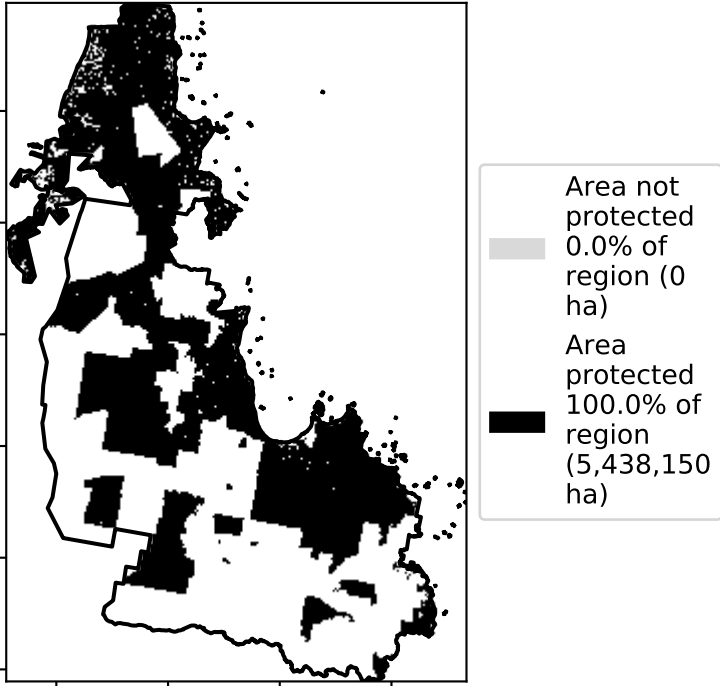 Area not
protected
0.0% of
region (0
ha)
Area
protected
100.0% of
region
(5,438,150
ha)